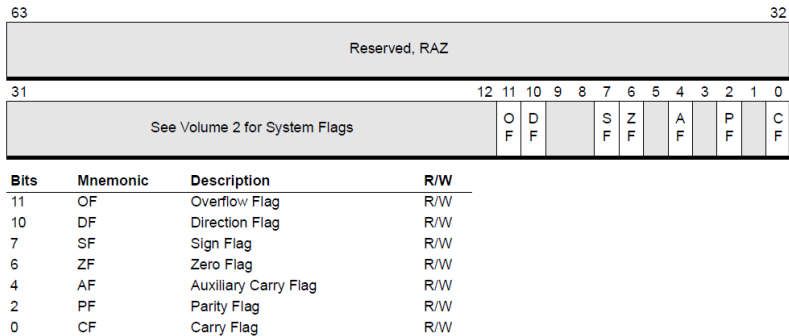 63 32
Reserved, RAZ
31 12 11 10 9 8 7 6 5 4 3 2 1 0
See Volume 2 for System Flags O F D F S F Z F A F P F C F
Bits Mnemonic Description R/W
11 OF Overflow Flag R/W
10 DF Direction Flag R/W
7 SF Sign Flag R/W
6 ZF Zero Flag R/W
4 AF Auxiliary Carry Flag R/W
2 PF Parity Flag R/W
0 CF Carry Flag R/W